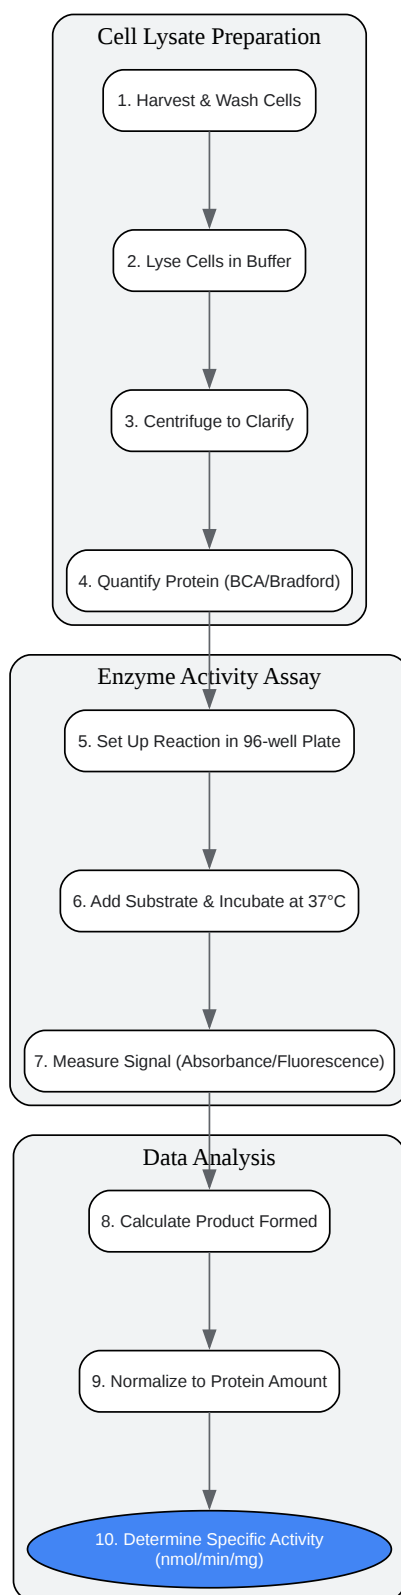 Cell Lysate Preparation
1. Harvest & Wash Cells
2. Lyse Cells in Buffer
3. Centrifuge to Clarify
4. Quantify Protein (BCA/Bradford)
Enzyme Activity Assay
5. Set Up Reaction in 96-well Plate
6. Add Substrate & Incubate at 37°C
7. Measure Signal (Absorbance/Fluorescence)
Data Analysis
8. Calculate Product Formed
9. Normalize to Protein Amount
10. Determine Specific Activity
(nmol/min/mg)